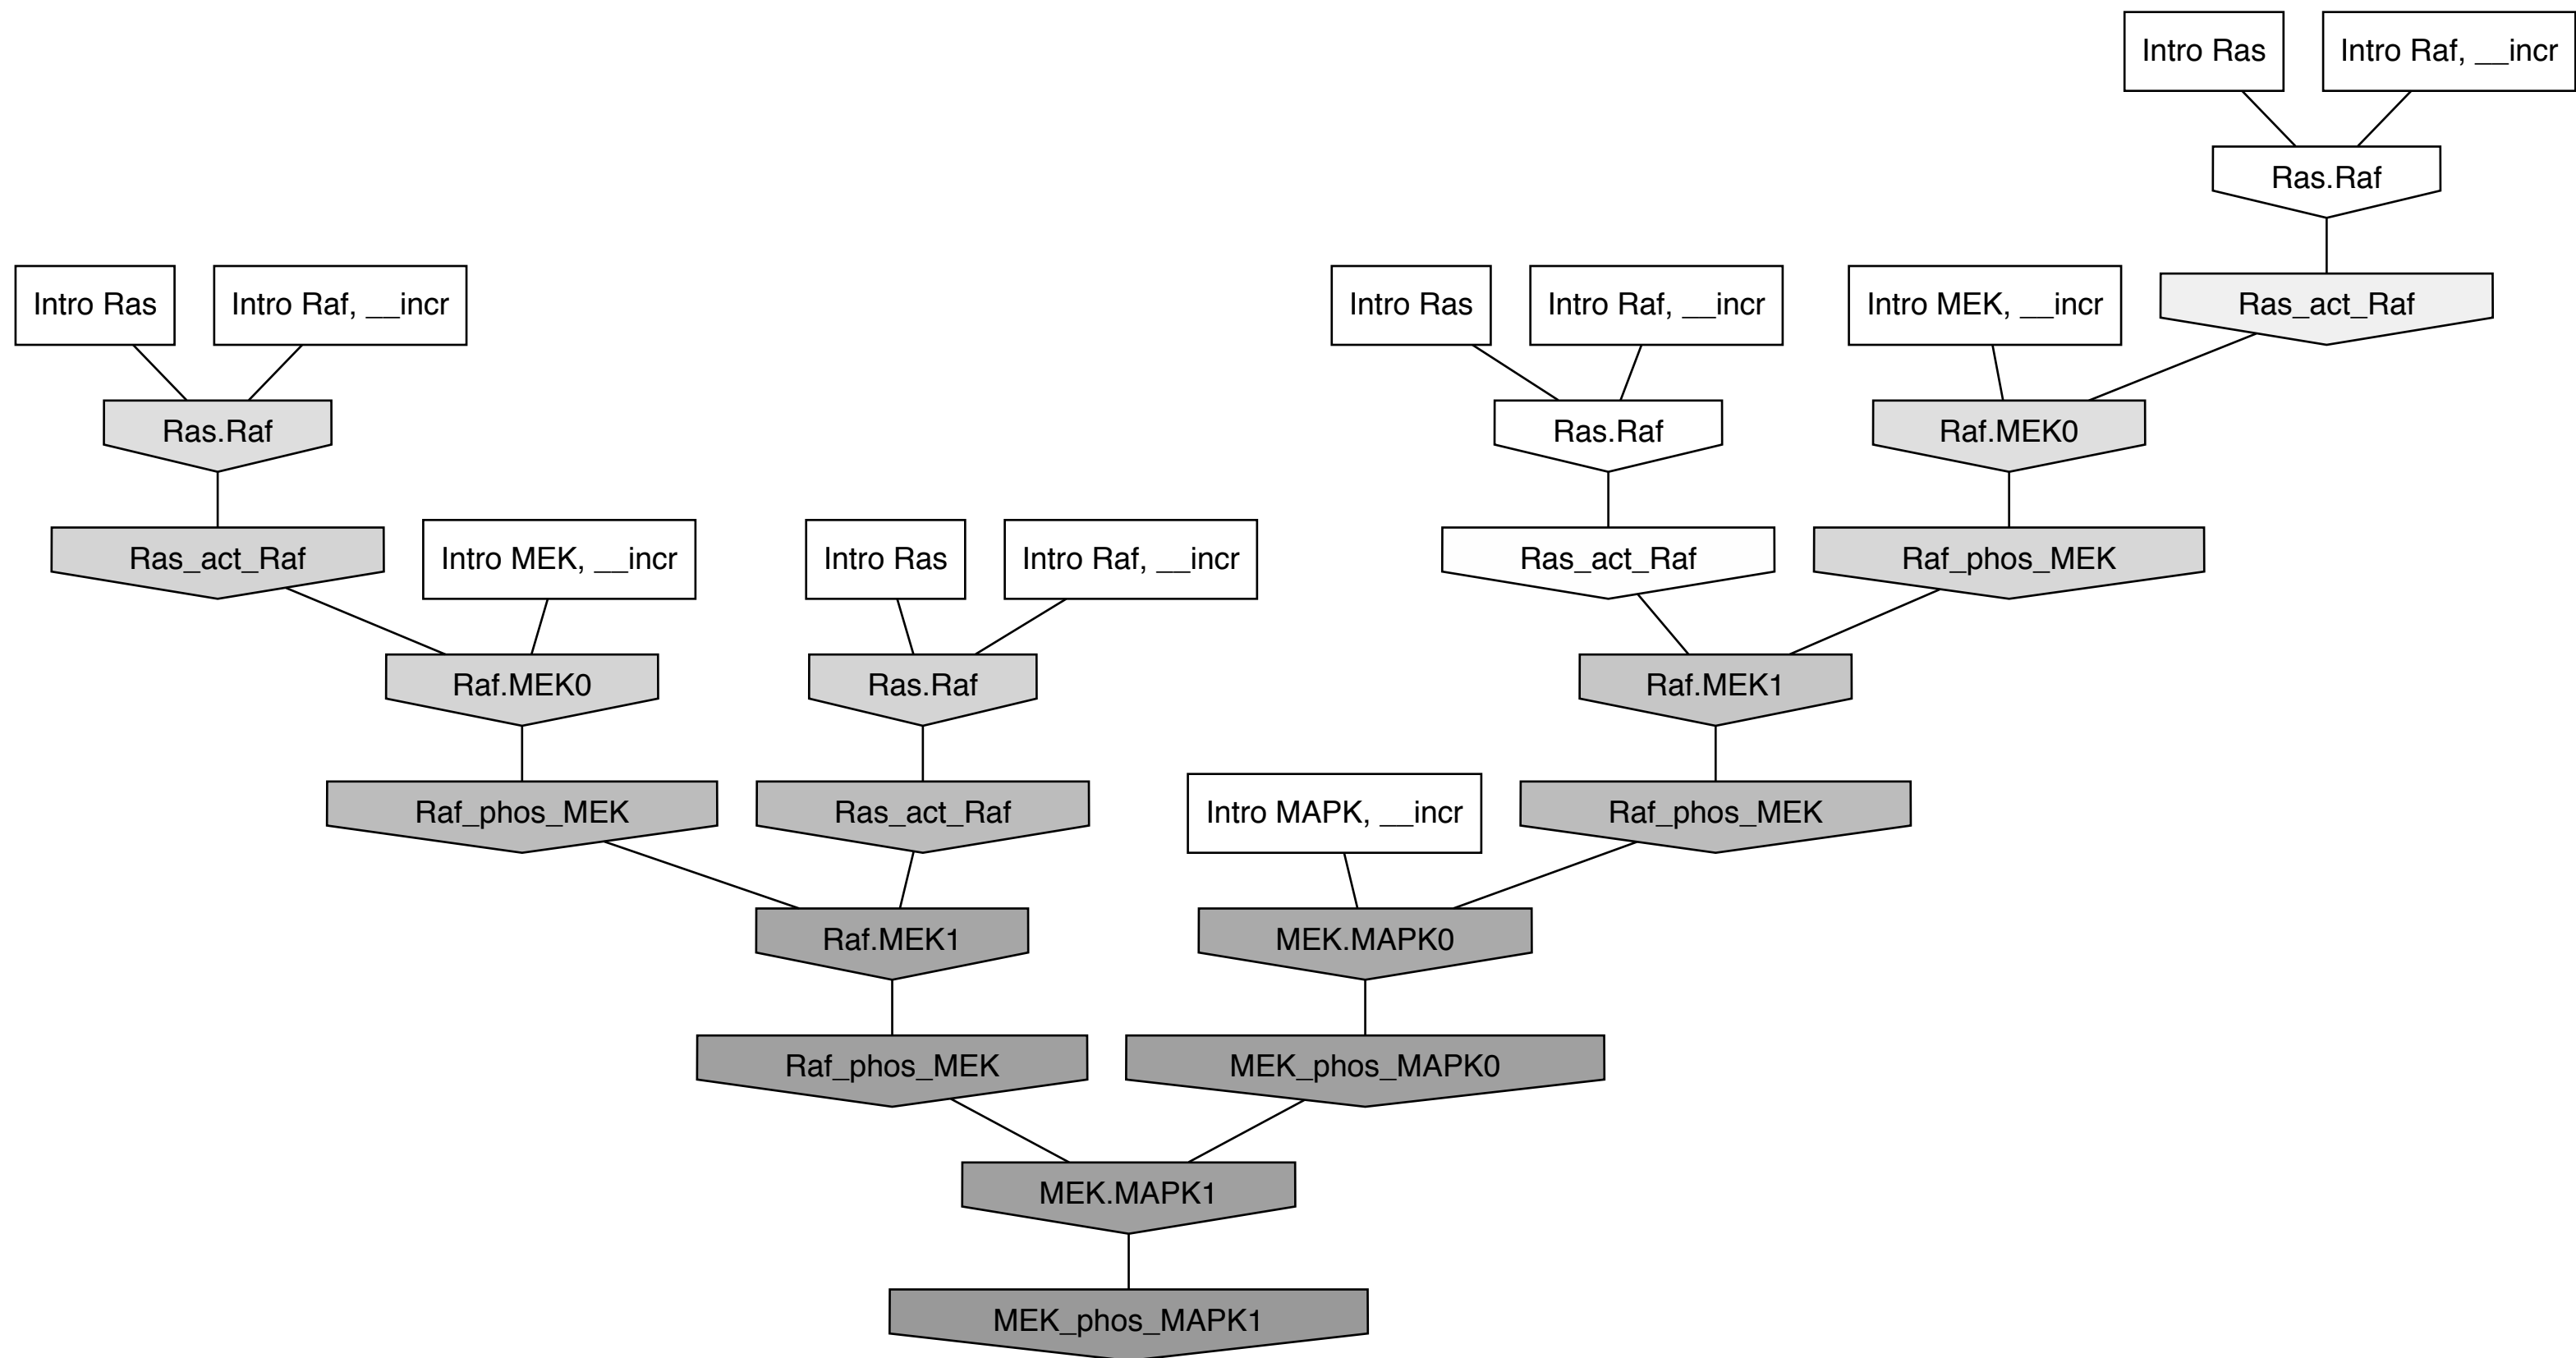 Intro Ras
Intro Raf, __incr
Ras.Raf
Intro Ras
Intro Raf, __incr
Intro Ras
Intro Raf, __incr
Intro MEK, __incr
Ras_act_Raf
Ras.Raf
Ras.Raf
Raf.MEK0
Ras_act_Raf
Intro MEK, __incr
Intro Ras
Intro Raf, __incr
Ras_act_Raf
Raf_phos_MEK
Raf.MEK0
Ras.Raf
Raf.MEK1
Raf_phos_MEK
Ras_act_Raf
Intro MAPK, __incr
Raf_phos_MEK
Raf.MEK1
MEK.MAPK0
Raf_phos_MEK
MEK_phos_MAPK0
MEK.MAPK1
MEK_phos_MAPK1